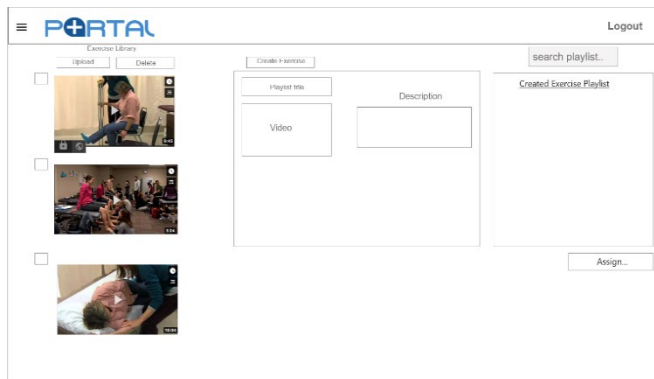 PORTAL
Logout
Exercise Library
Upload
Delete
Create Exercise
search playlist..
Playlist title
Description
Video
Created Exercise Playlist
Assign...